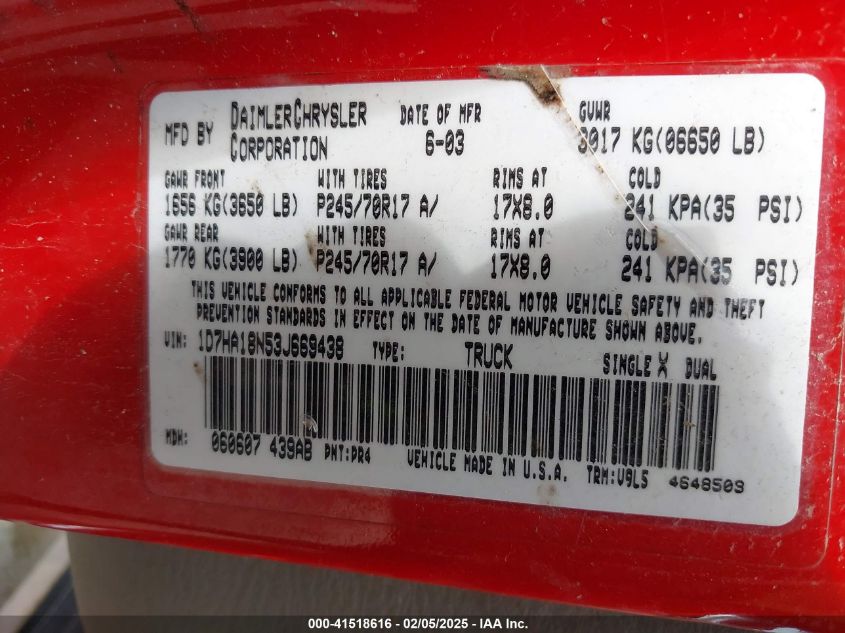 MFD BY DAIMLERCHRYSLER CORPORATION DATE OF MFR 6-03 GVWR 3017 KG(06650 LB)
GAWR FRONT WITH TIRES RIMS AT COLD
1656 KG(3650 LB) P245/70R17 A/ 17X8.0 241 KPA(35 PSI)
GAWR REAR WITH TIRES RIMS AT COLD
1770 KG(3900 LB) P245/70R17 A/ 17X8.0 241 KPA(35 PSI)
THIS VEHICLE CONFORMS TO ALL APPLICABLE FEDERAL MOTOR VEHICLE SAFETY AND THEFT
PREVENTION STANDARDS IN EFFECT ON THE DATE OF MANUFACTURE SHOWN ABOVE.
VIN: 1D7HA18N53J669438 TYPE: TRUCK SINGLE X DUAL
MDH: 060607 439AB PNT:PR4 VEHICLE MADE IN U.S.A. TRM:V9L5 4648503
000-41518616 - 02/05/2025 - IAA Inc.